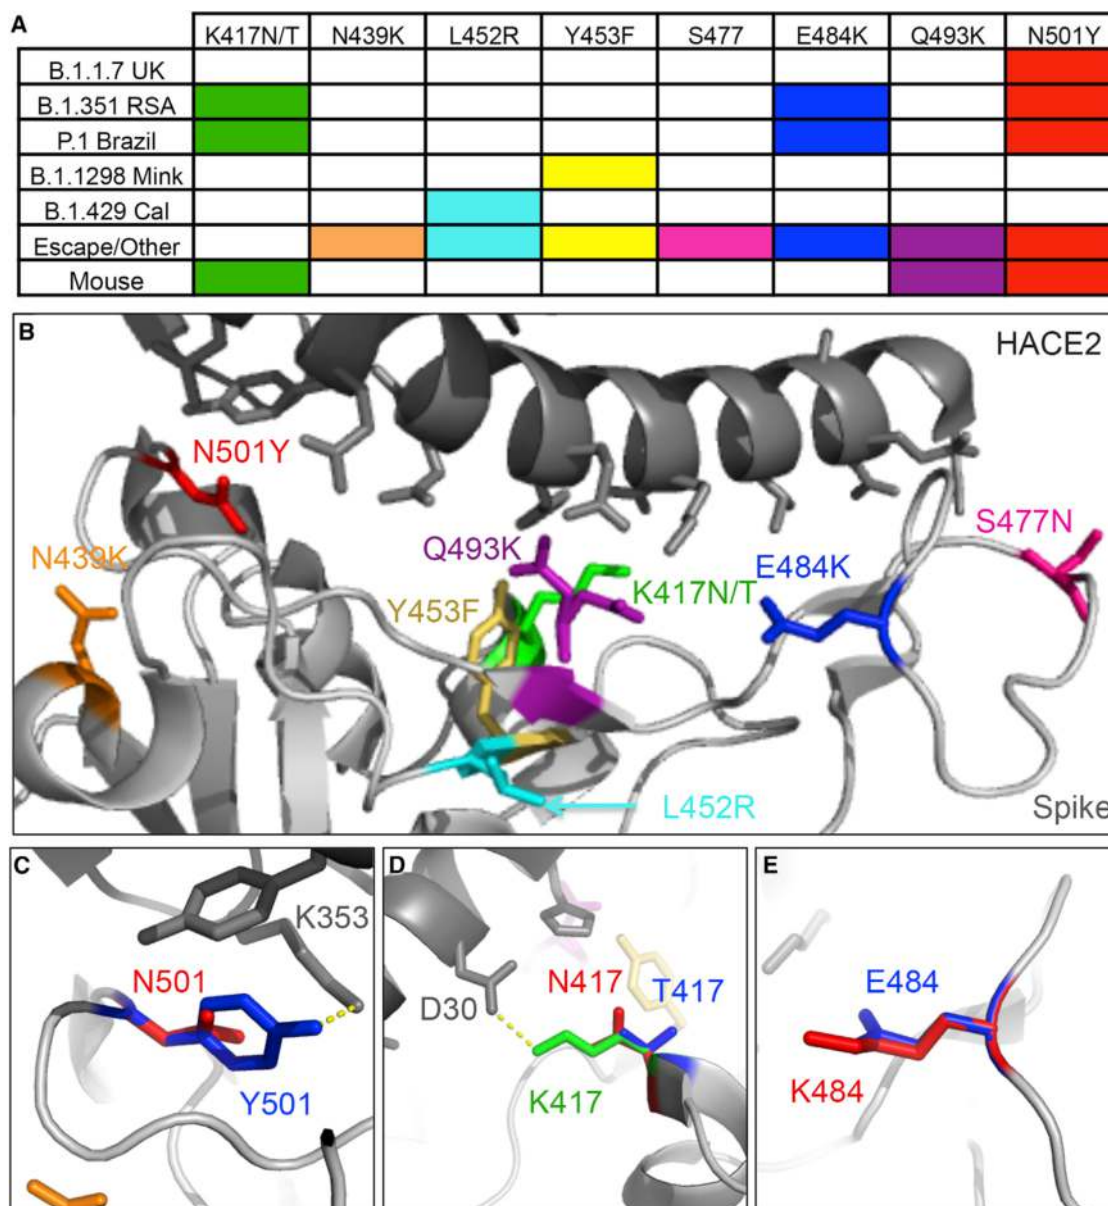 A
K417N/T N439K L452R Y453F S477 E484K Q493K N501Y
B.1.1.7 UK
B.1.351 RSA
P.1 Brazil
B.1.1298 Mink
B.1.429 Cal
Escape/Other
Mouse
B
HACE2
N501Y
S477N
N439K
Q493K
E484K
Y453F
K417N/T
L452R
Spike
C
K353
N501
Y501
D
N417
T417
D30
K417
E
E484
K484